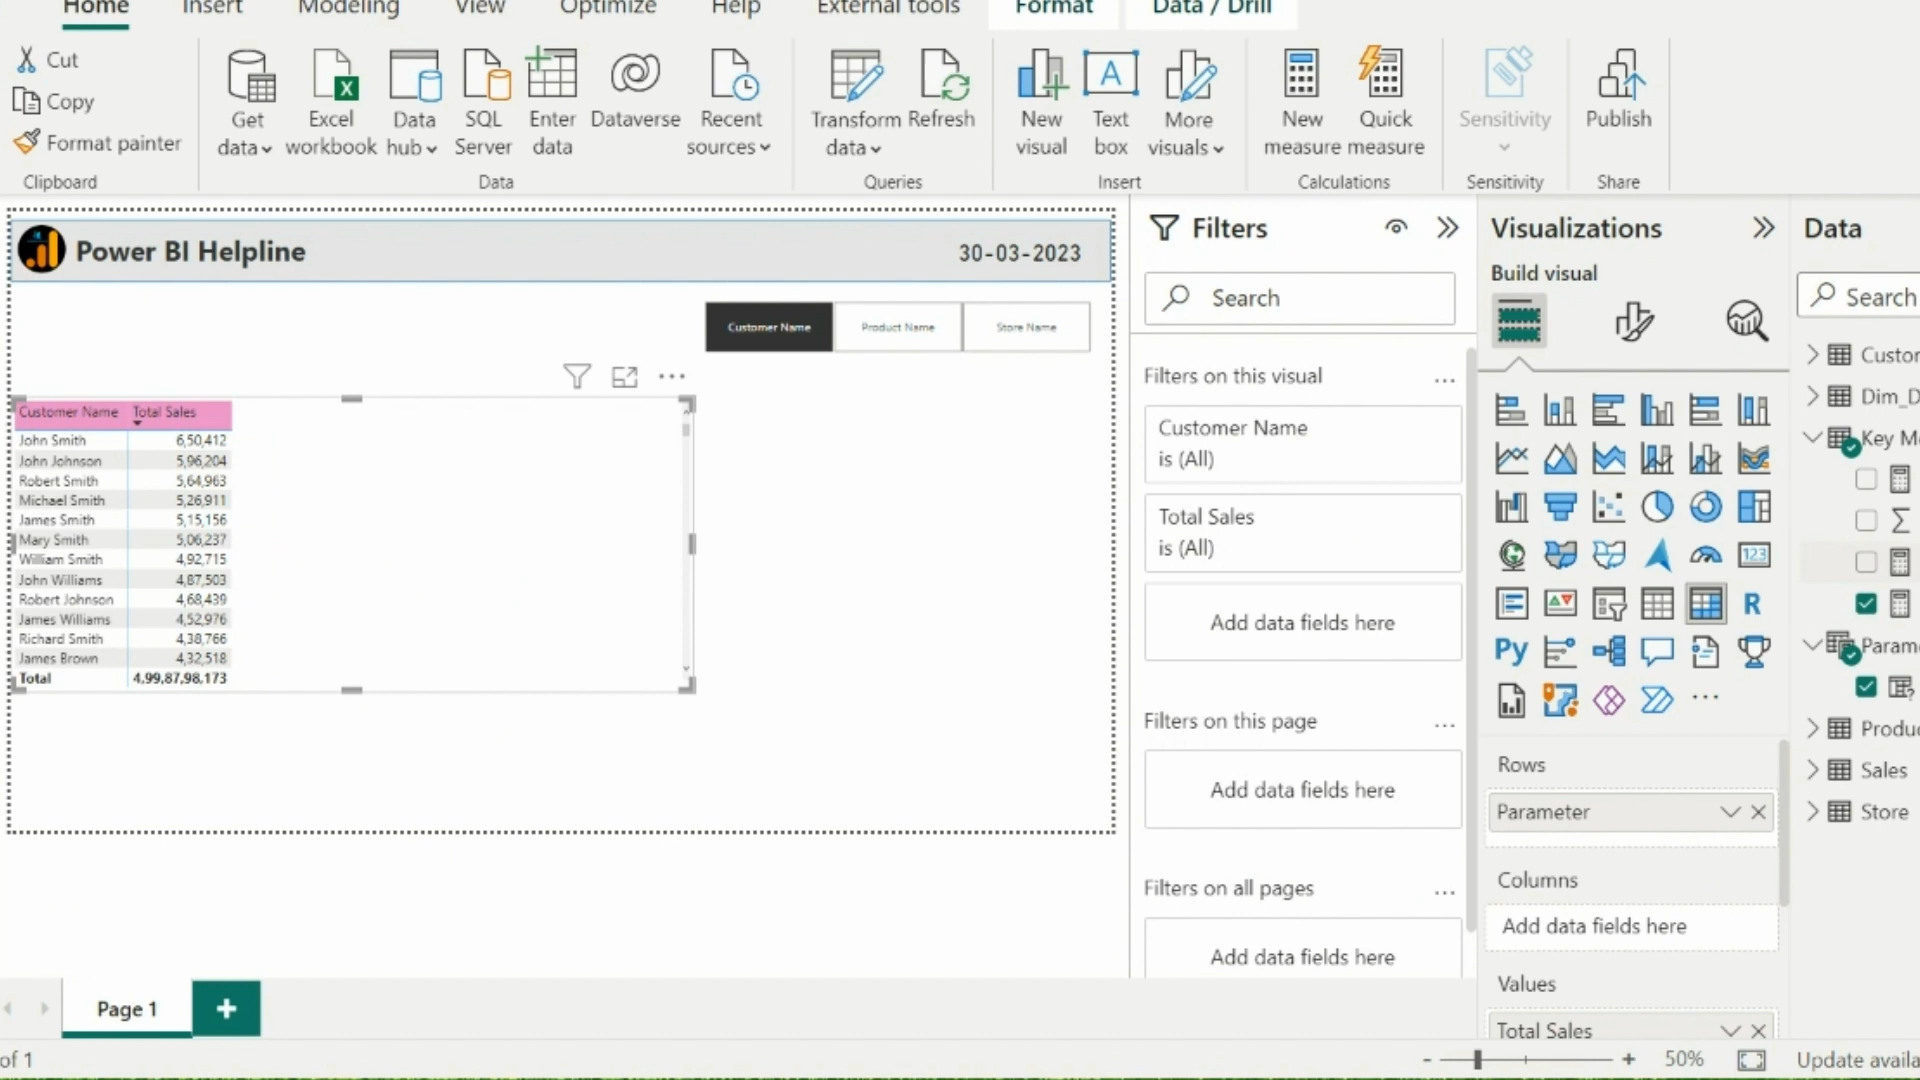 Home Insert Modeling View Optimize Help External tools Format Data / Drill
Cut
Copy
Format painter
Clipboard
Get data
Excel workbook
Data hub
SQL Server
Enter data
Dataverse
Recent sources
Data
Transform data
Refresh
Queries
New visual
Text box
More visuals
Insert
New measure
Quick measure
Calculations
Sensitivity
Sensitivity
Publish
Share
Power BI Helpline
30-03-2023
Customer Name Product Name Store Name
Customer Name Total Sales
John Smith 6,50,412
John Johnson 5,96,204
Robert Smith 5,64,963
Michael Smith 5,26,911
James Smith 5,15,156
Mary Smith 5,06,237
William Smith 4,92,715
John Williams 4,87,503
Robert Johnson 4,68,439
James Williams 4,52,976
Richard Smith 4,38,766
James Brown 4,32,518
Total 4,99,87,98,173
Filters
Search
Filters on this visual
Customer Name
is (All)
Total Sales
is (All)
Add data fields here
Filters on this page
Add data fields here
Filters on all pages
Add data fields here
Visualizations
Build visual
123
R
Py
Rows
Parameter
Columns
Add data fields here
Values
Total Sales
Data
Search
Custor
Dim_D
Key M
Param
Produ
Sales
Store
Page 1
of 1
50%
Update availa